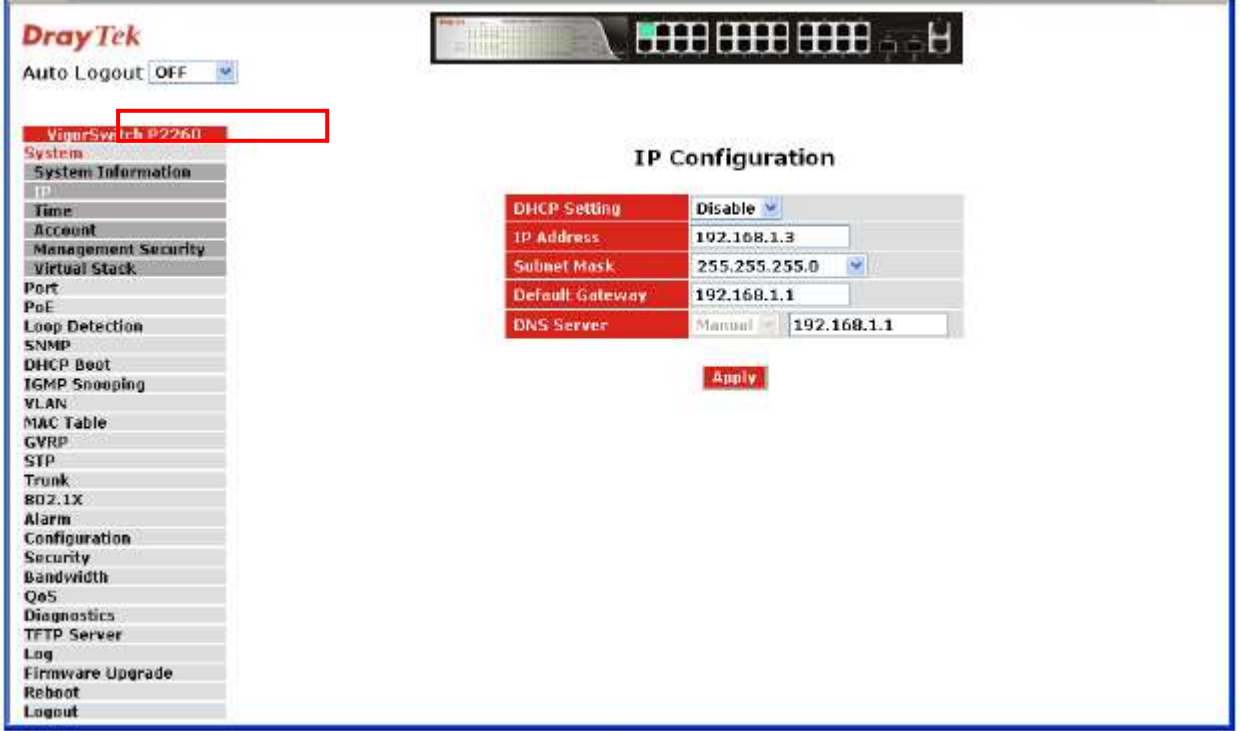 DrayTek
Auto Logout OFF
VigorSwitch P2260
System
System Information
IP
Time
Account
Management Security
Virtual Stack
Port
PoE
Loop Detection
SNMP
DHCP Boot
IGMP Snooping
VLAN
MAC Table
GVRP
STP
Trunk
802.1X
Alarm
Configuration
Security
Bandwidth
QoS
Diagnostics
TFTP Server
Log
Firmware Upgrade
Reboot
Logout
IP Configuration
DHCP Setting Disable
IP Address 192.168.1.3
Subnet Mask 255.255.255.0
Default Gateway 192.168.1.1
DNS Server Manual 192.168.1.1
Apply